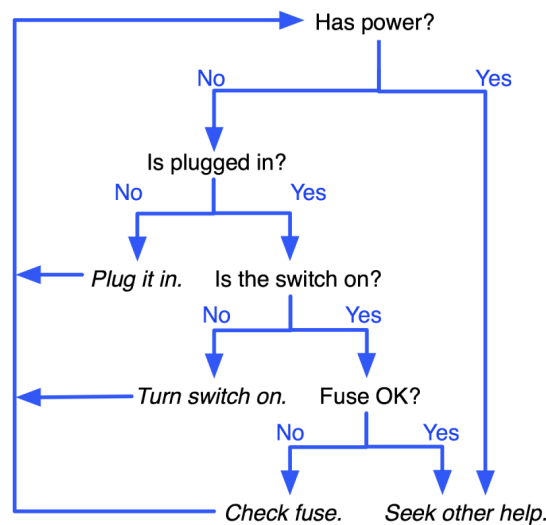 Has power?
No
Yes
Is plugged in?
No
Yes
Plug it in.
Is the switch on?
No
Yes
Turn switch on.
Fuse OK?
No
Yes
Check fuse.
Seek other help.